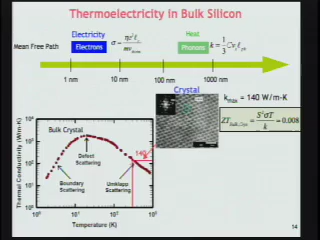 Thermoelectricity in Bulk Silicon
Electricity
Heat
Mean Free Path
Electrons
Phonons
1 nm
10 nm
100 nm
1000 nm
Crystal
k_max = 140 W/m-K
Bulk Crystal
Defect
Scattering
140
Boundary
Scattering
Umklapp
Scattering
Thermal Conductivity (W/m-K)
Temperature (K)
14